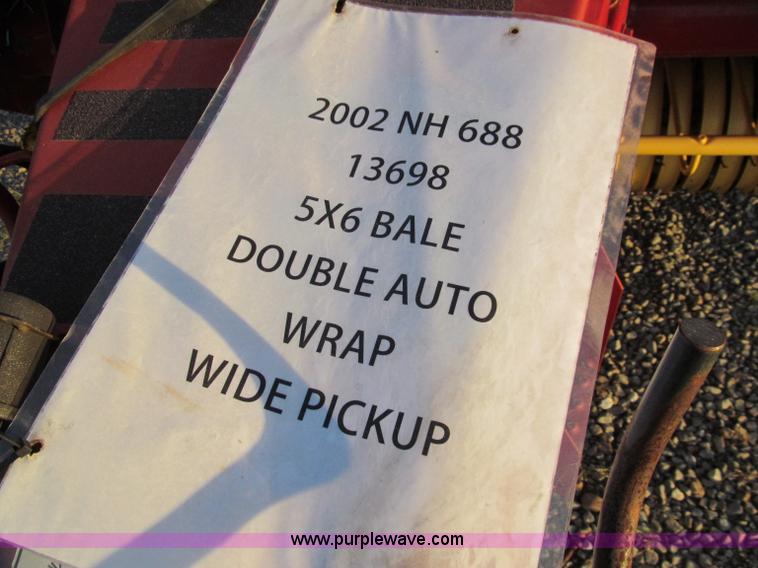 2002 NH 688
13698
5X6 BALE
DOUBLE AUTO
WRAP
WIDE PICKUP
www.purplewave.com